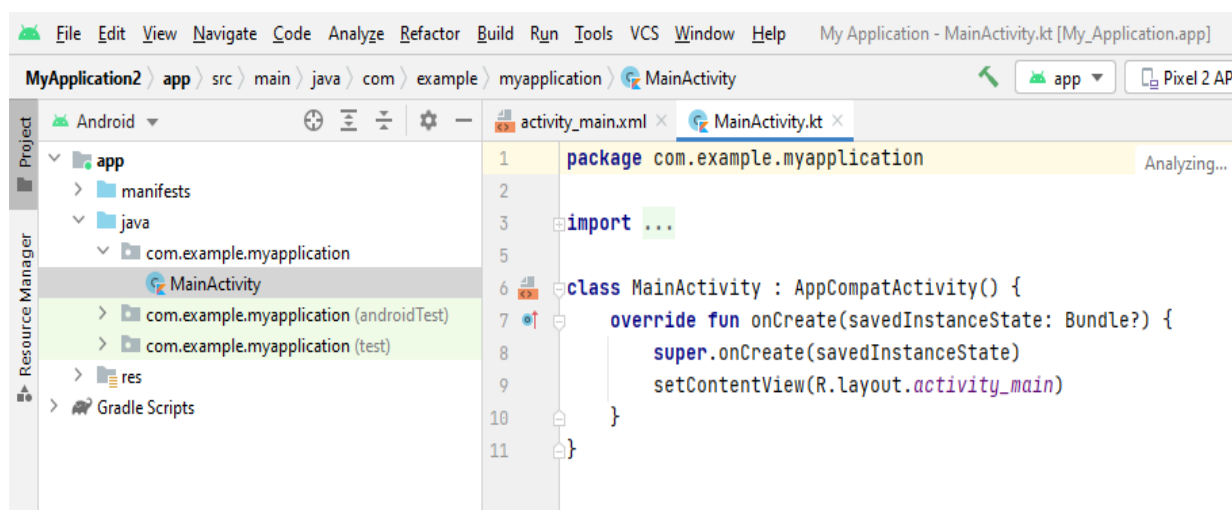 File Edit View Navigate Code Analyze Refactor Build Run Tools VCS Window Help My Application - MainActivity.kt [My_Application.app]
MyApplication2 app src main java com example myapplication MainActivity app Pixel 2 AP
Project
Resource Manager
Android
app
manifests
java
com.example.myapplication
MainActivity
com.example.myapplication (androidTest)
com.example.myapplication (test)
res
Gradle Scripts
activity_main.xml MainActivity.kt
1 package com.example.myapplication Analyzing...
2
3 import ...
5
6 class MainActivity : AppCompatActivity() {
7 override fun onCreate(savedInstanceState: Bundle?) {
8 super.onCreate(savedInstanceState)
9 setContentView(R.layout.activity_main)
10 }
11 }